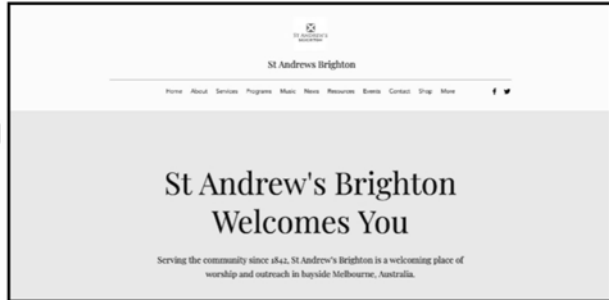 ST ANDREW'S
St Andrews Brighton
Home About Services Programs Music News Resources Events Contact Shop More
St Andrew's Brighton
Welcomes You
Serving the community since 1842, St Andrew's Brighton is a welcoming place of
worship and outreach in bayside Melbourne, Australia.